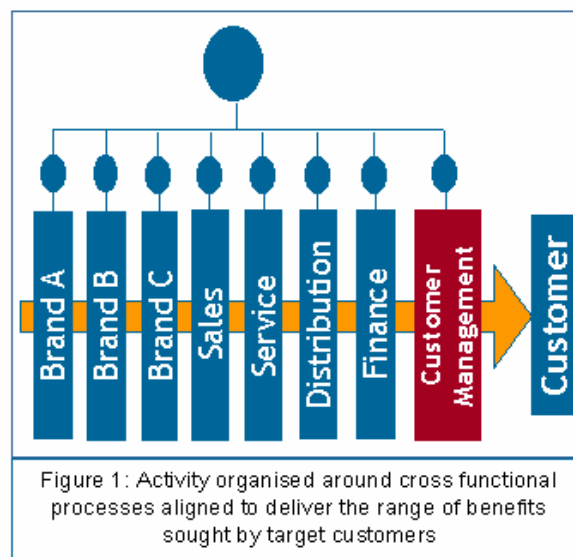 Brand A
Brand B
Brand C
Sales
Service
Distribution
Finance
Customer
Management
Customer
Figure 1: Activity organised around cross functional
processes aligned to deliver the range of benefits
sought by target customers